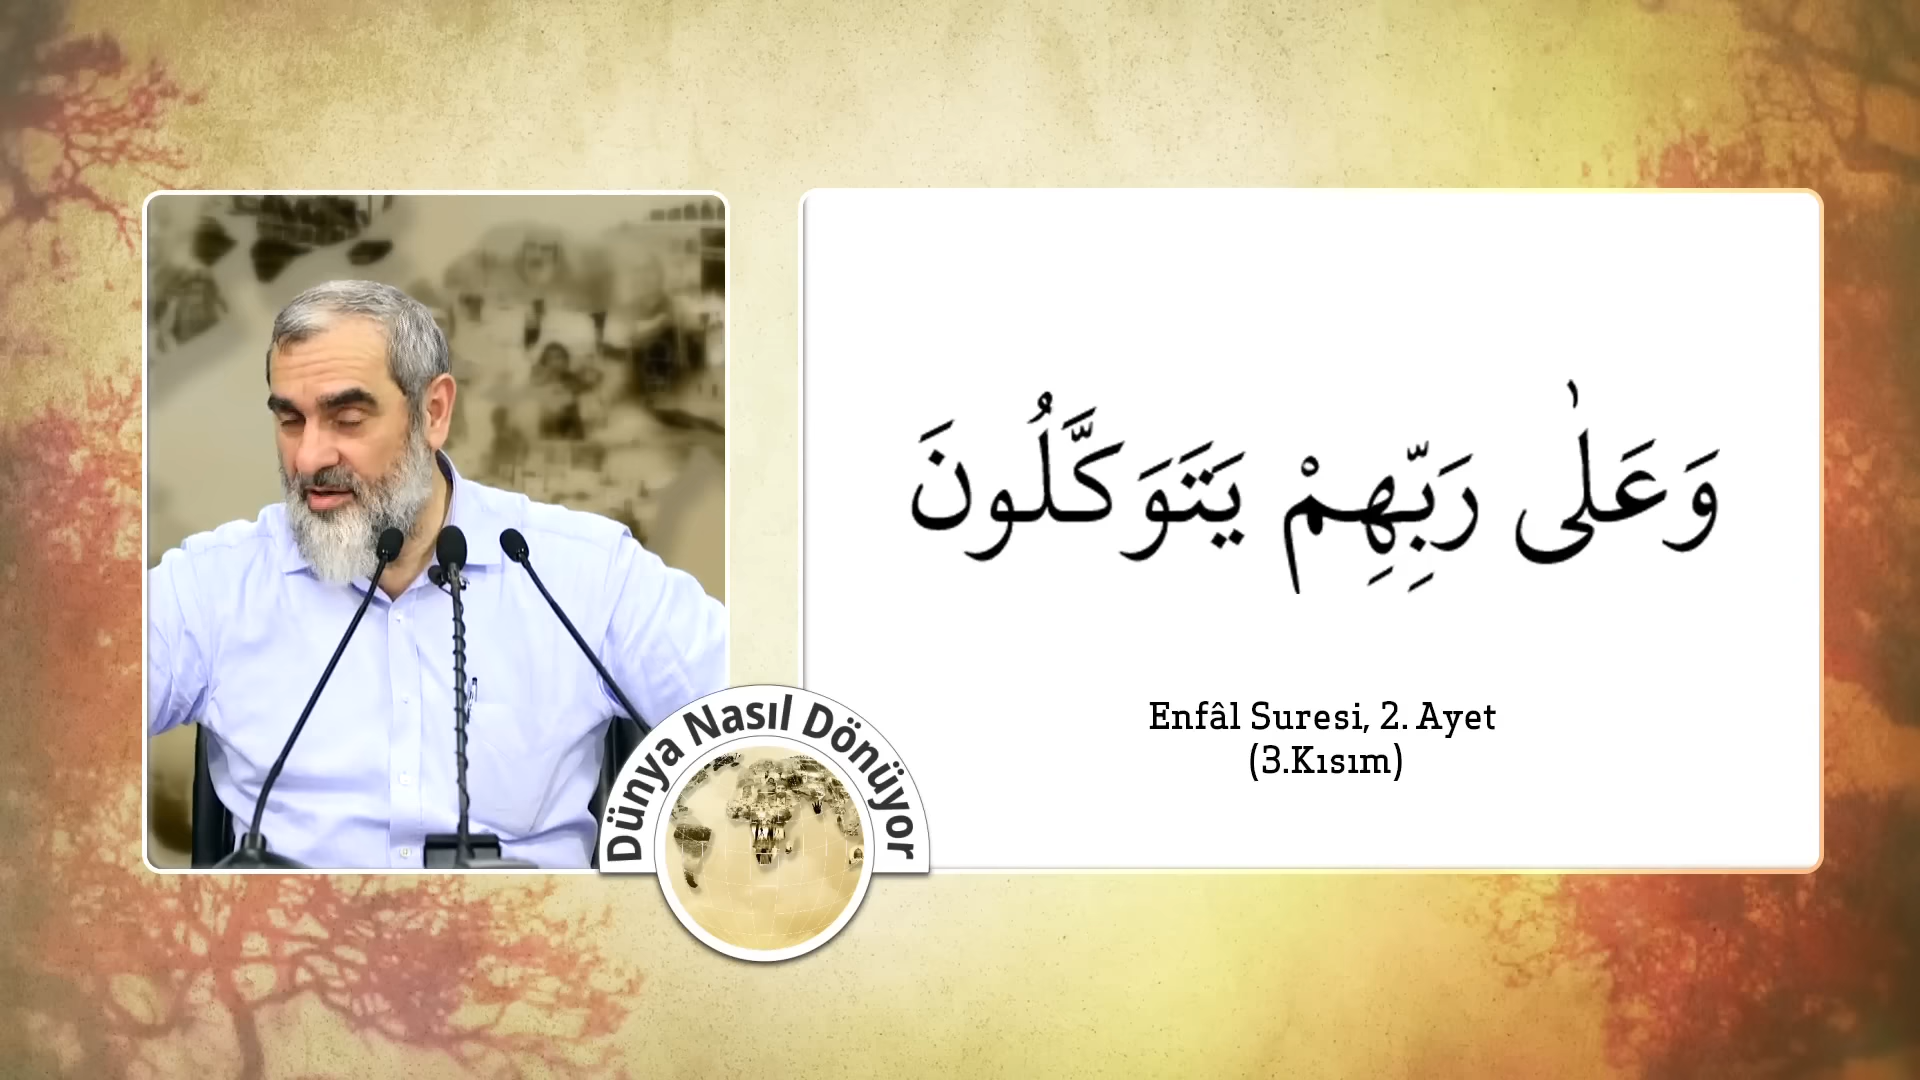 وَعَلٰى رَبِّهِمْ يَتَوَكَّلُونَ
Enfâl Suresi, 2. Ayet
(3.Kısım)
Dünya Nasıl Dönüyor